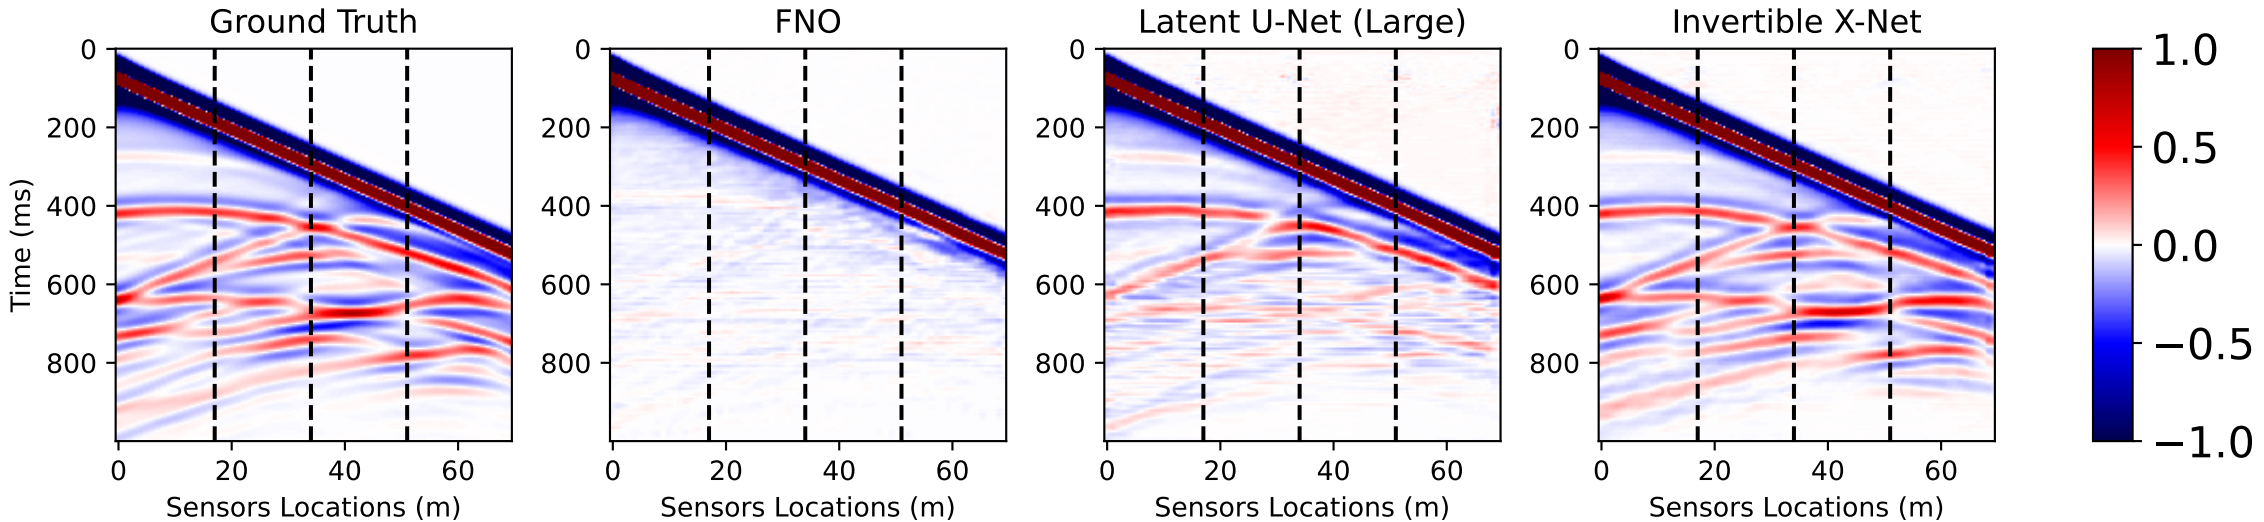 Ground Truth FNO Latent U-Net (Large) Invertible X-Net
0 0 0 0 1.0
200 200 200 200 0.5
400 400 400 400
Time (ms) 0.0
600 600 600 600
−0.5
800 800 800 800
−1.0
0 20 40 60 0 20 40 60 0 20 40 60 0 20 40 60
Sensors Locations (m) Sensors Locations (m) Sensors Locations (m) Sensors Locations (m)